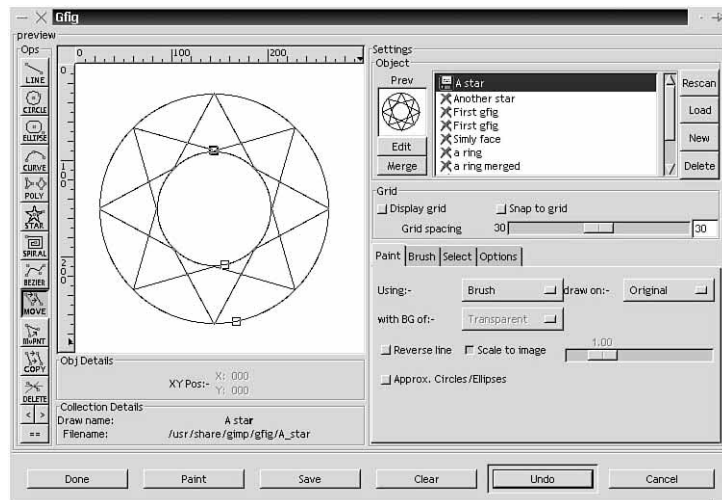 Gfig
preview
Ops
LINE
CIRCLE
ELLIPSE
CURVE
POLY
STAR
SPIRAL
BEZIER
MOVE
MvPNT
COPY
DELETE
< >
==
0 |100 |200
0
100
200
Obj Details
XY Pos:- X: 000
Y: 000
Collection Details
Draw name: A star
Filename: /usr/share/gimp/gfig/A_star
Settings
Object
Prev
Edit
Merge
A star
Another star
First gfig
First gfig
Simly face
a ring
a ring merged
Rescan
Load
New
Delete
Grid
Display grid Snap to grid
Grid spacing 30 30
Paint Brush Select Options
Using:- Brush draw on:- Original
with BG of:- Transparent
Reverse line Scale to image 1.00
Approx. Circles/Ellipses
Done Paint Save Clear Undo Cancel